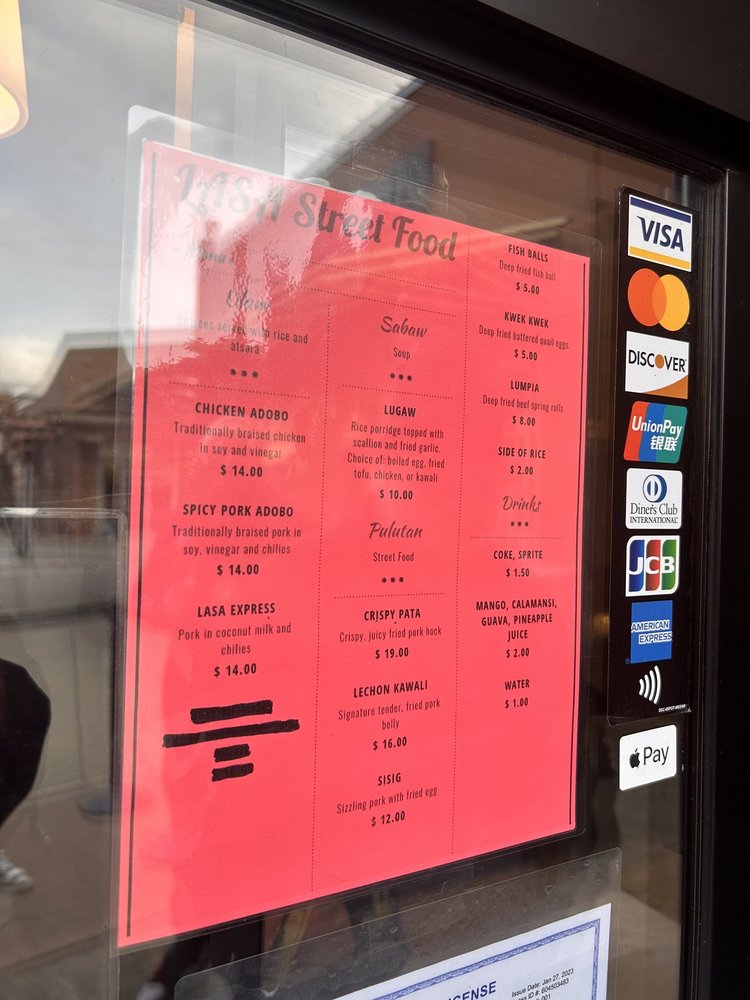 LASA Street Food
Menu
Ulam
served with rice and
atsara
CHICKEN ADOBO
Traditionally braised chicken
in soy and vinegar
$ 14.00
SPICY PORK ADOBO
Traditionally braised pork in
soy, vinegar and chilies
$ 14.00
LASA EXPRESS
Pork in coconut milk and
chilies
$ 14.00
Sabaw
Soup
LUGAW
Rice porridge topped with
scallion and fried garlic.
Choice of: boiled egg, fried
tofu, chicken, or kawali
$ 10.00
Pulutan
Street Food
CRISPY PATA
Crispy, juicy fried pork hock
$ 19.00
LECHON KAWALI
Signature tender, fried pork
belly
$ 16.00
SISIG
Sizzling pork with fried egg
$ 12.00
FISH BALLS
Deep fried fish ball
$ 5.00
KWEK KWEK
Deep fried battered quail eggs.
$ 5.00
LUMPIA
Deep fried beef spring rolls
$ 8.00
SIDE OF RICE
$ 2.00
Drinks
COKE, SPRITE
$ 1.50
MANGO, CALAMANSI,
GUAVA, PINEAPPLE
JUICE
$ 2.00
WATER
$ 1.00
VISA
DISCOVER
UnionPay
银联
Diners Club
INTERNATIONAL
JCB
AMERICAN
EXPRESS
Pay
Issue Date: Jan 27, 2023